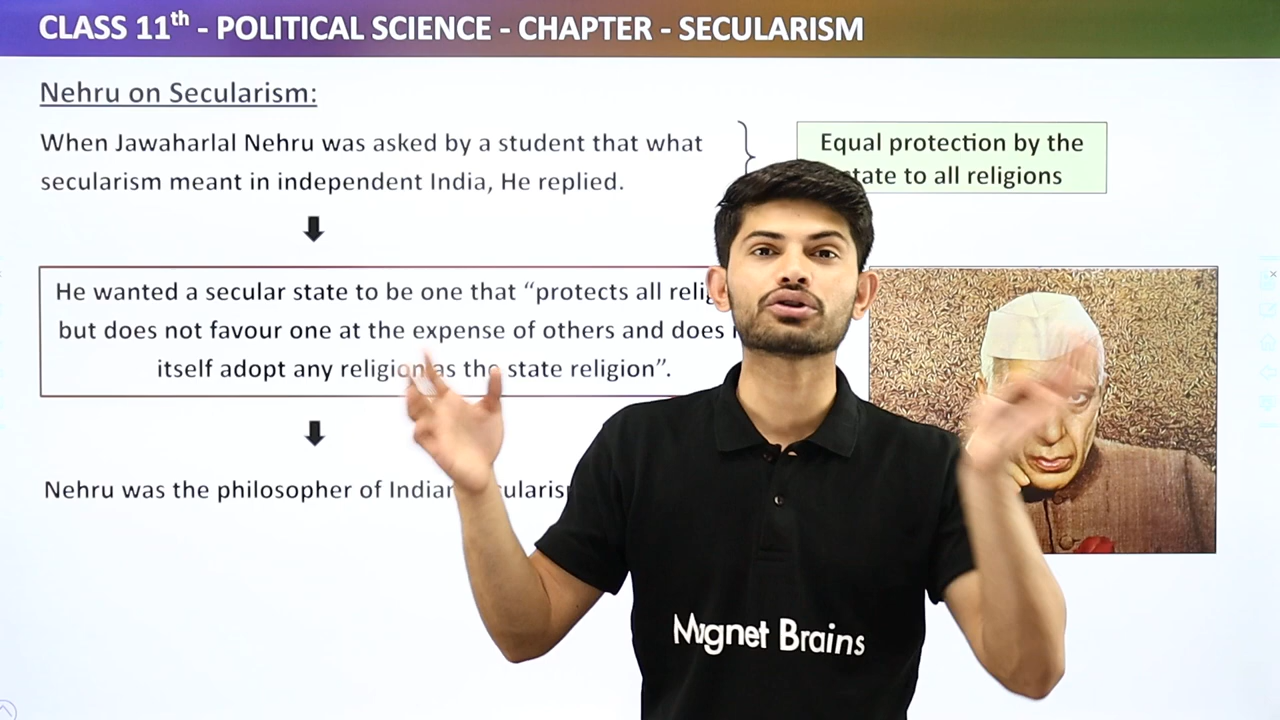 CLASS 11th - POLITICAL SCIENCE - CHAPTER - SECULARISM
Nehru on Secularism:
When Jawaharlal Nehru was asked by a student that what
secularism meant in independent India, He replied.
Equal protection by the
state to all religions
He wanted a secular state to be one that “protects all
but does not favour one at the expense of others and does
itself adopt any religion as the state religion”.
Nehru was the philosopher of Indian
Magnet Brains